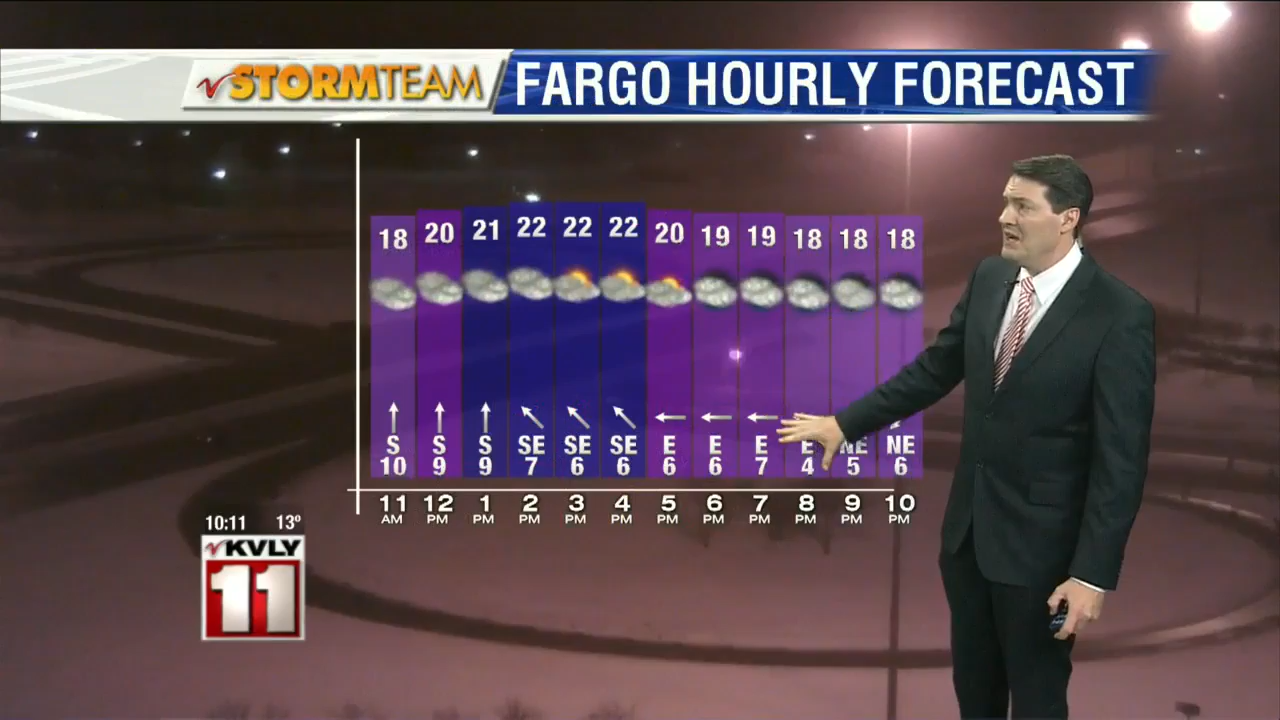 STORMTEAM FARGO HOURLY FORECAST
18 20 21 22 22 22 20 19 19 18 18 18
S S S SE SE SE E E E E NE NE
10 9 9 7 6 6 6 6 7 4 5 6
11 12 1 2 3 4 5 6 7 8 9 10
AM PM PM PM PM PM PM PM PM PM PM PM
10:11 13º
KVLY
11